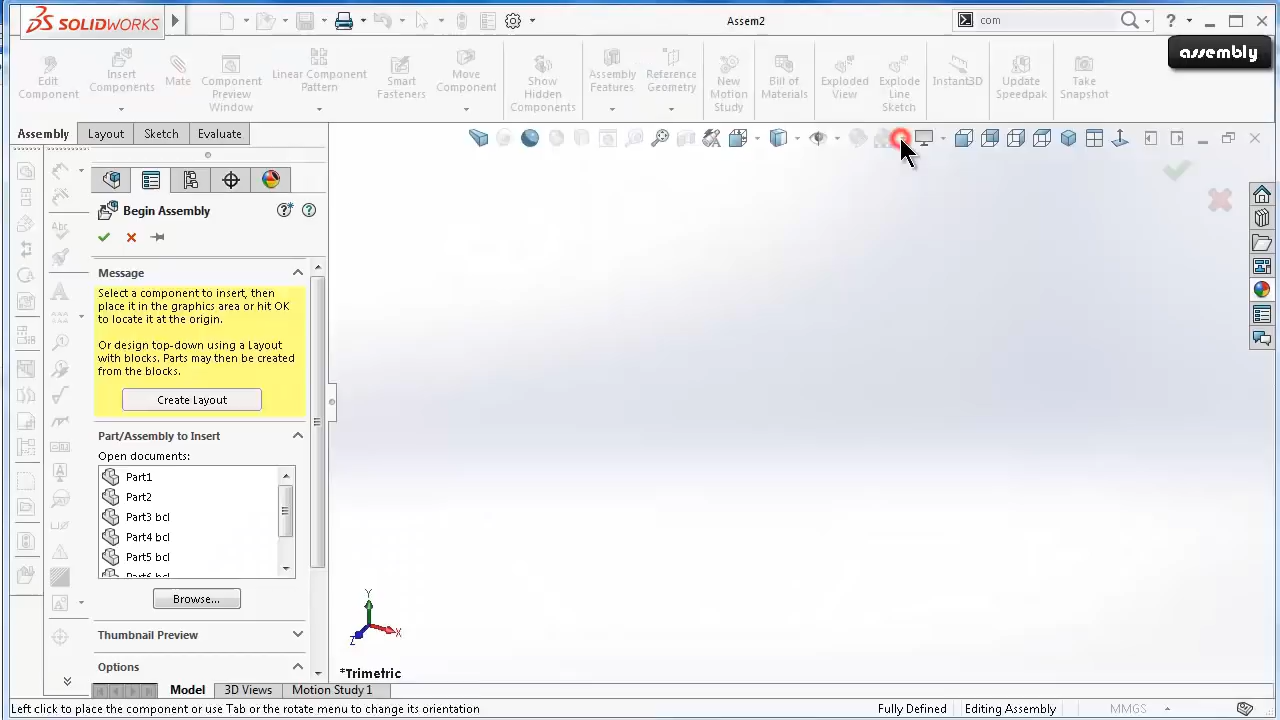 SOLIDWORKS
Assem2
com
assembly
Edit Component
Insert Components
Mate
Component Preview Window
Linear Component Pattern
Smart Fasteners
Move Component
Show Hidden Components
Assembly Features
Reference Geometry
New Motion Study
Bill of Materials
Exploded View
Explode Line Sketch
Instant3D
Update Speedpak
Take Snapshot
Assembly
Layout
Sketch
Evaluate
Begin Assembly
Message
Select a component to insert, then
place it in the graphics area or hit OK
to locate it at the origin.
Or design top-down using a Layout
with blocks. Parts may then be created
from the blocks.
Create Layout
Part/Assembly to Insert
Open documents:
Part1
Part2
Part3 bcl
Part4 bcl
Part5 bcl
Part6 bcl
Browse...
Thumbnail Preview
Options
Y
X
Z
*Trimetric
Model
3D Views
Motion Study 1
Left click to place the component or use Tab or the rotate menu to change its orientation
Fully Defined
Editing Assembly
MMGS